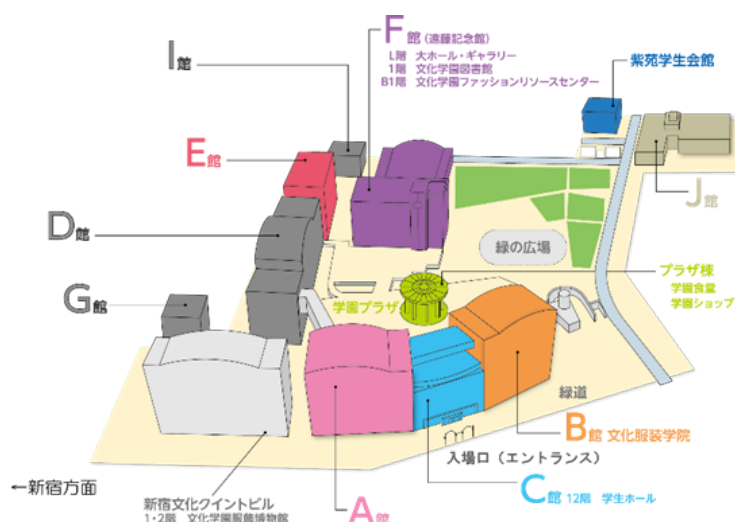 F館(遠藤記念館)
L階 大ホール・ギャラリー
1階 文化学園図書館
B1階 文化学園ファッションリソースセンター
I館
紫苑学生会館
E館
J館
D館
緑の広場
G館
プラザ棟
学園食堂
学園ショップ
学園プラザ
緑道
B館 文化服装学院
入場口(エントランス)
C館 12階 学生ホール
←新宿方面
新宿文化クイントビル
1・2階 文化学園服飾博物館
A館